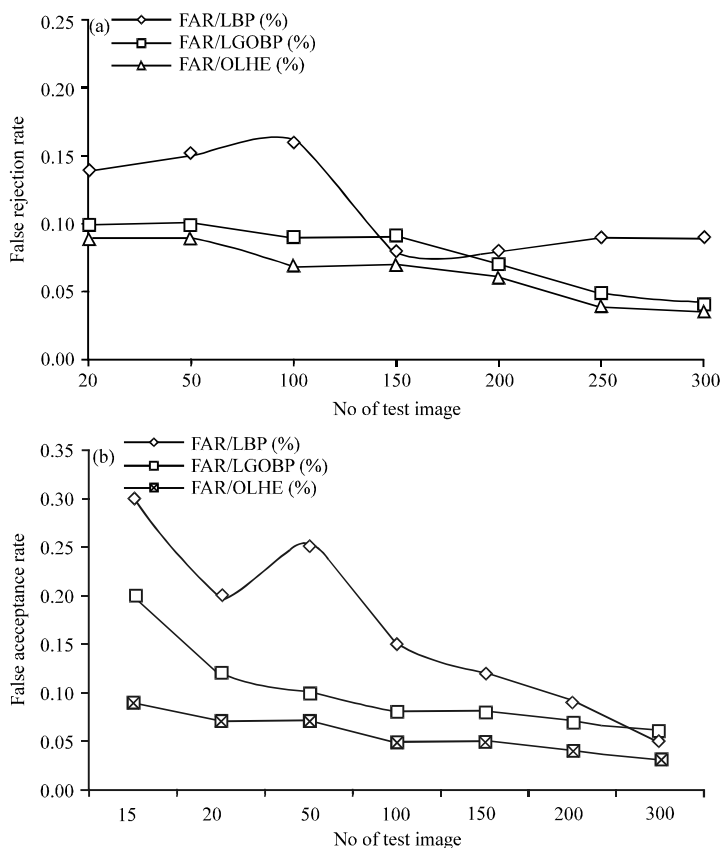 (a)
FAR/LBP (%)
FAR/LGOBP (%)
FAR/OLHE (%)
0.25
0.20
0.15
0.10
0.05
0.00
False rejection rate
20 50 100 150 200 250 300
No of test image
(b)
FAR/LBP (%)
FAR/LGOBP (%)
FAR/OLHE (%)
0.35
0.30
0.25
0.20
0.15
0.10
0.05
0.00
False aceceptance rate
15 20 50 100 150 200 300
No of test image